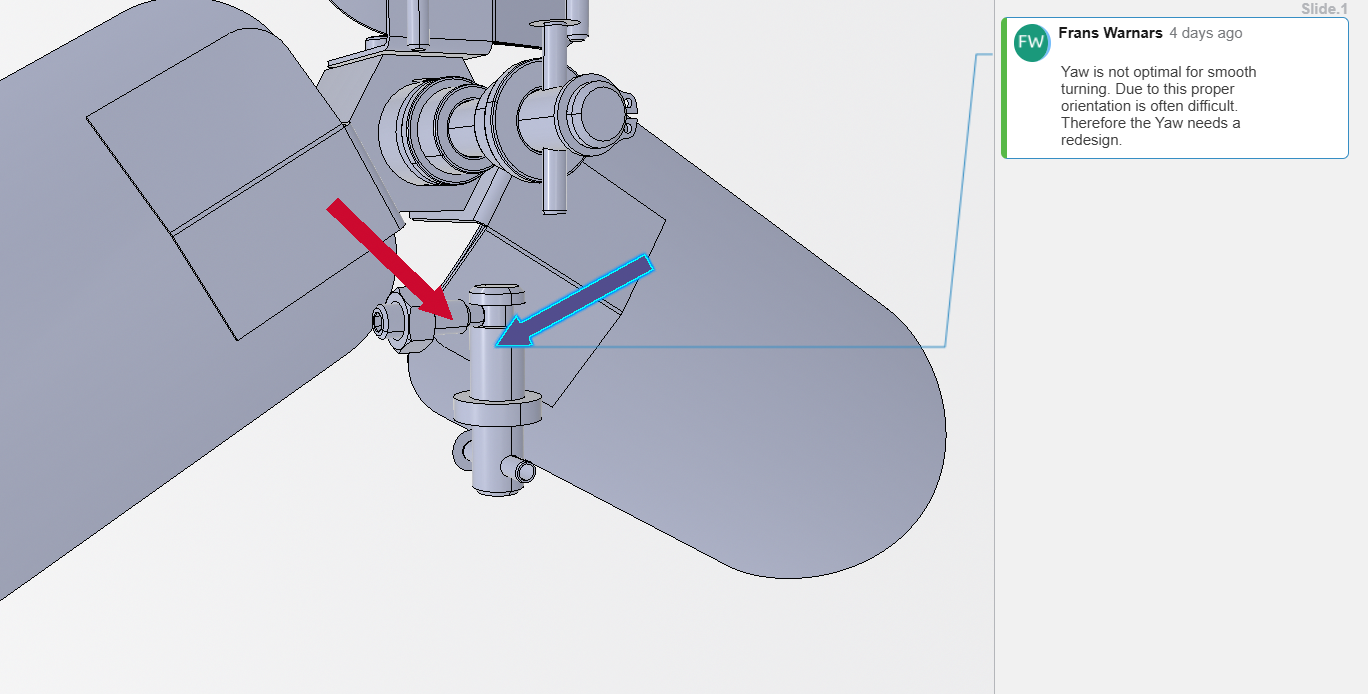 Slide.1
FW
Frans Warnars 4 days ago
Yaw is not optimal for smooth
turning. Due to this proper
orientation is often difficult.
Therefore the Yaw needs a
redesign.